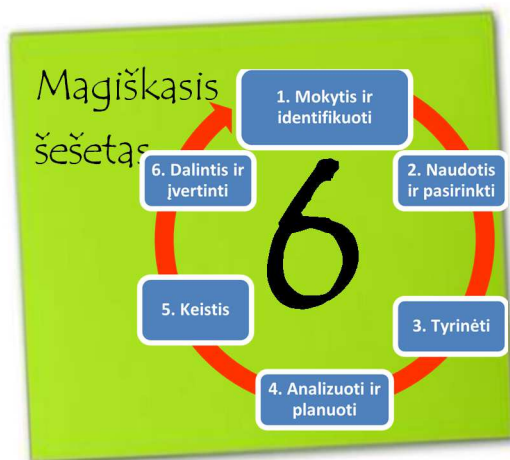 Magiškasis
šešetas
1. Mokytis ir
identifikuoti
2. Naudotis
ir pasirinkti
3. Tyrinėti
4. Analizuoti ir
planuoti
5. Keistis
6. Dalintis ir
įvertinti
6